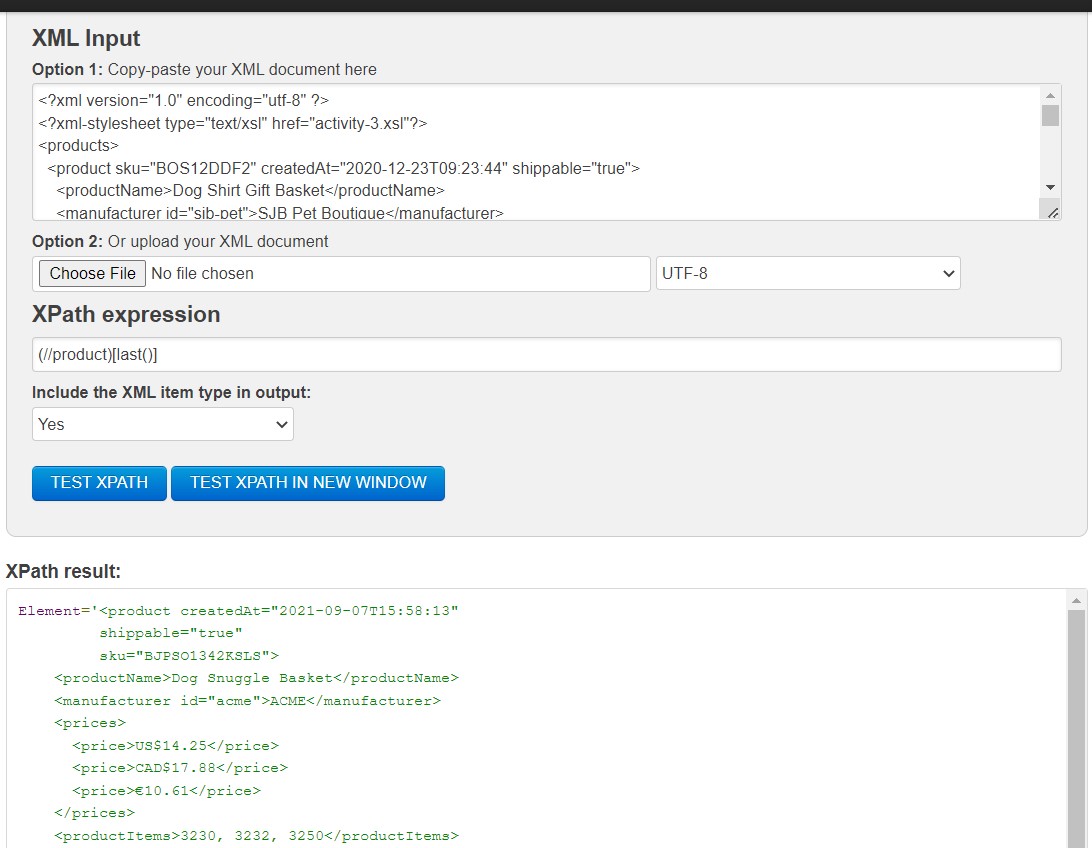 XML Input
Option 1: Copy-paste your XML document here
<?xml version="1.0" encoding="utf-8" ?>
<?xml-stylesheet type="text/xsl" href="activity-3.xsl"?>
<products>
<product sku="BOS12DDF2" createdAt="2020-12-23T09:23:44" shippable="true">
<productName>Dog Shirt Gift Basket</productName>
<manufacturer id="sjb-pet">SJB Pet Boutique</manufacturer>
Option 2: Or upload your XML document
Choose File No file chosen UTF-8
XPath expression
(//product)[last()]
Include the XML item type in output:
Yes
TEST XPATH TEST XPATH IN NEW WINDOW
XPath result:
Element='<product createdAt="2021-09-07T15:58:13"
shippable="true"
sku="BJPSO1342KSLS">
<productName>Dog Snuggle Basket</productName>
<manufacturer id="acme">ACME</manufacturer>
<prices>
<price>US$14.25</price>
<price>CAD$17.88</price>
<price>€10.61</price>
</prices>
<productItems>3230, 3232, 3250</productItems>